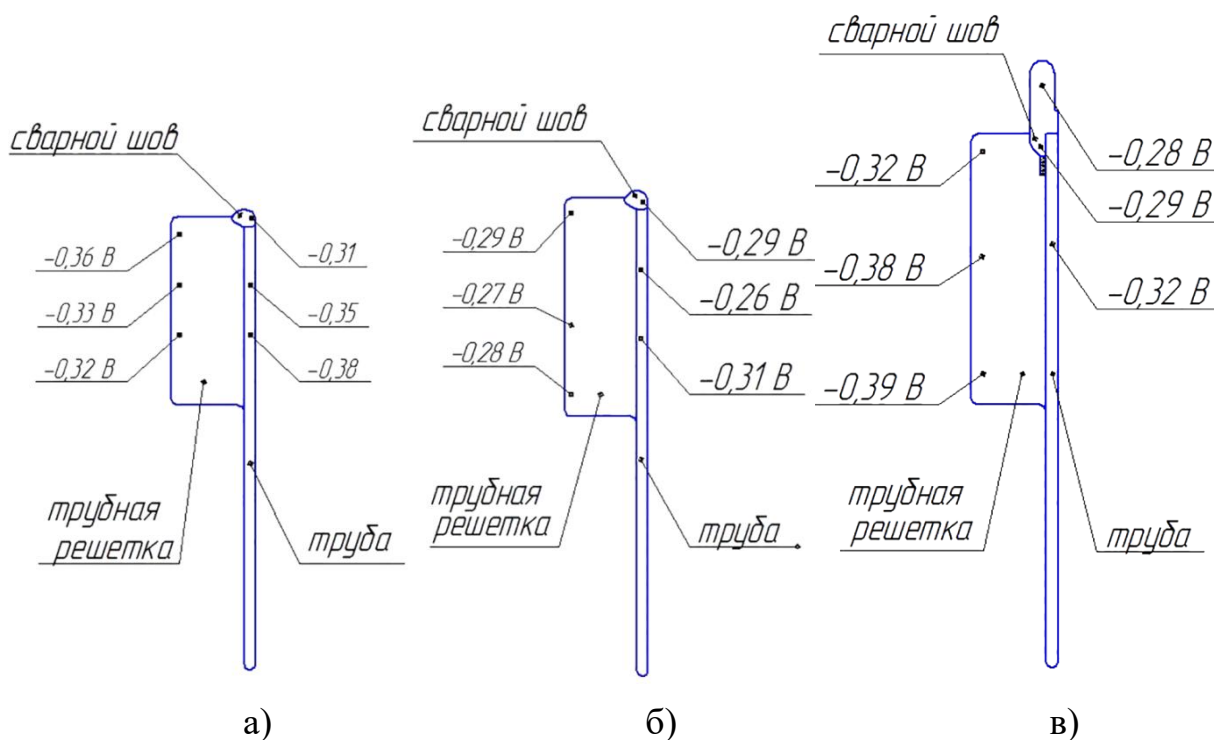 сварной шов
–0,36 В
–0,33 В
–0,32 В
–0,31
–0,35
–0,38
трубная
решетка
труба
а)
сварной шов
–0,29 В
–0,27 В
–0,28 В
–0,29 В
–0,26 В
–0,31 В
трубная
решетка
труба
б)
сварной шов
–0,32 В
–0,38 В
–0,39 В
–0,28 В
–0,29 В
–0,32 В
трубная
решетка
труба
в)